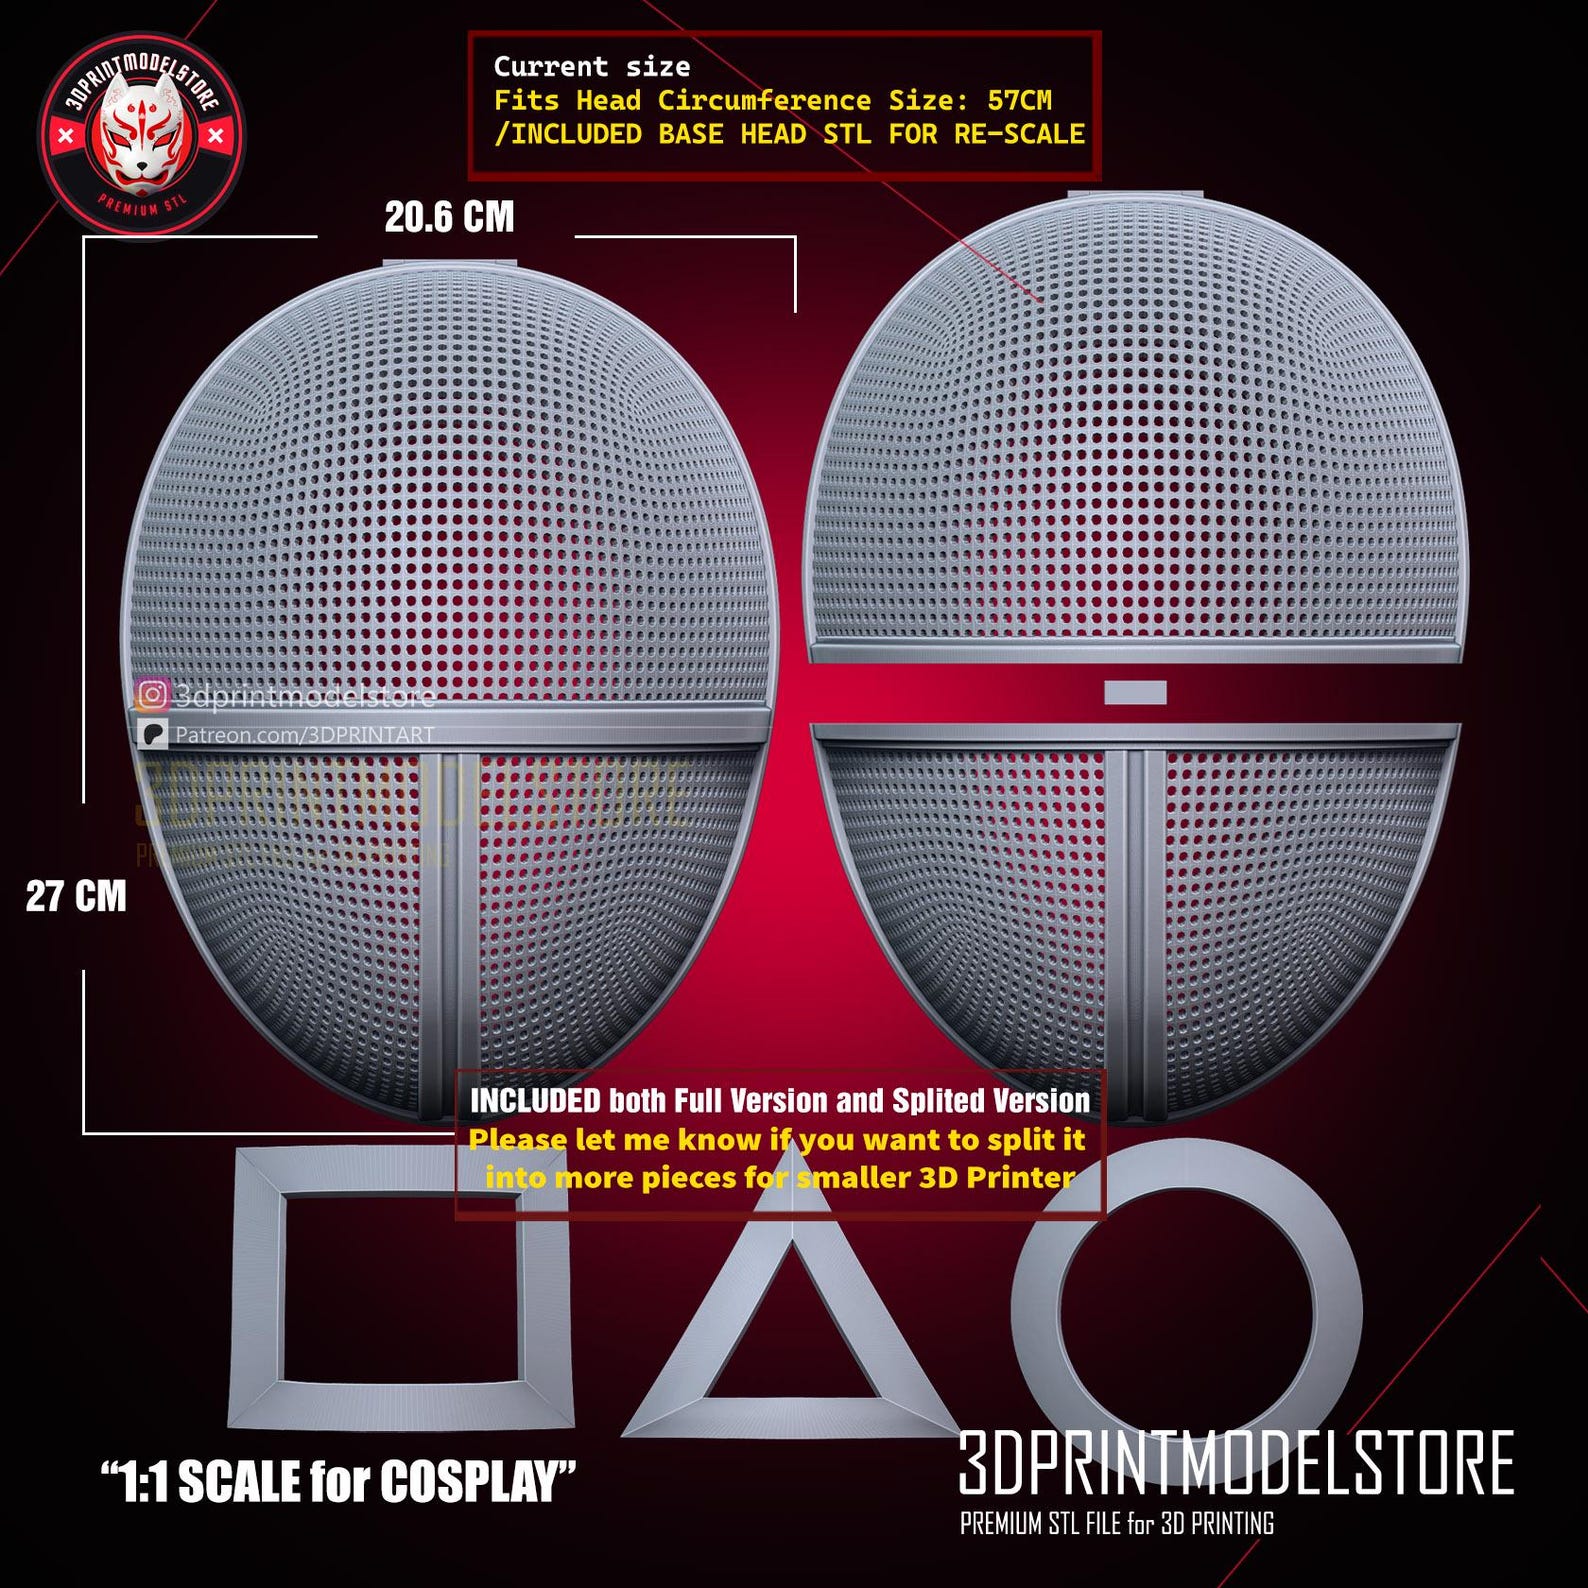 3DPRINTMODELSTORE
PREMIUM STL
Current size
Fits Head Circumference Size: 57CM
/INCLUDED BASE HEAD STL FOR RE-SCALE
20.6 CM
3dprintmodelstore
Patreon.com/3DPRINTART
3DPRINTMODELSTORE
27 CM
INCLUDED both Full Version and Splited Version
Please let me know if you want to split it
into more pieces for smaller 3D Printer
"1:1 SCALE for COSPLAY"
3DPRINTMODELSTORE
PREMIUM STL FILE for 3D PRINTING